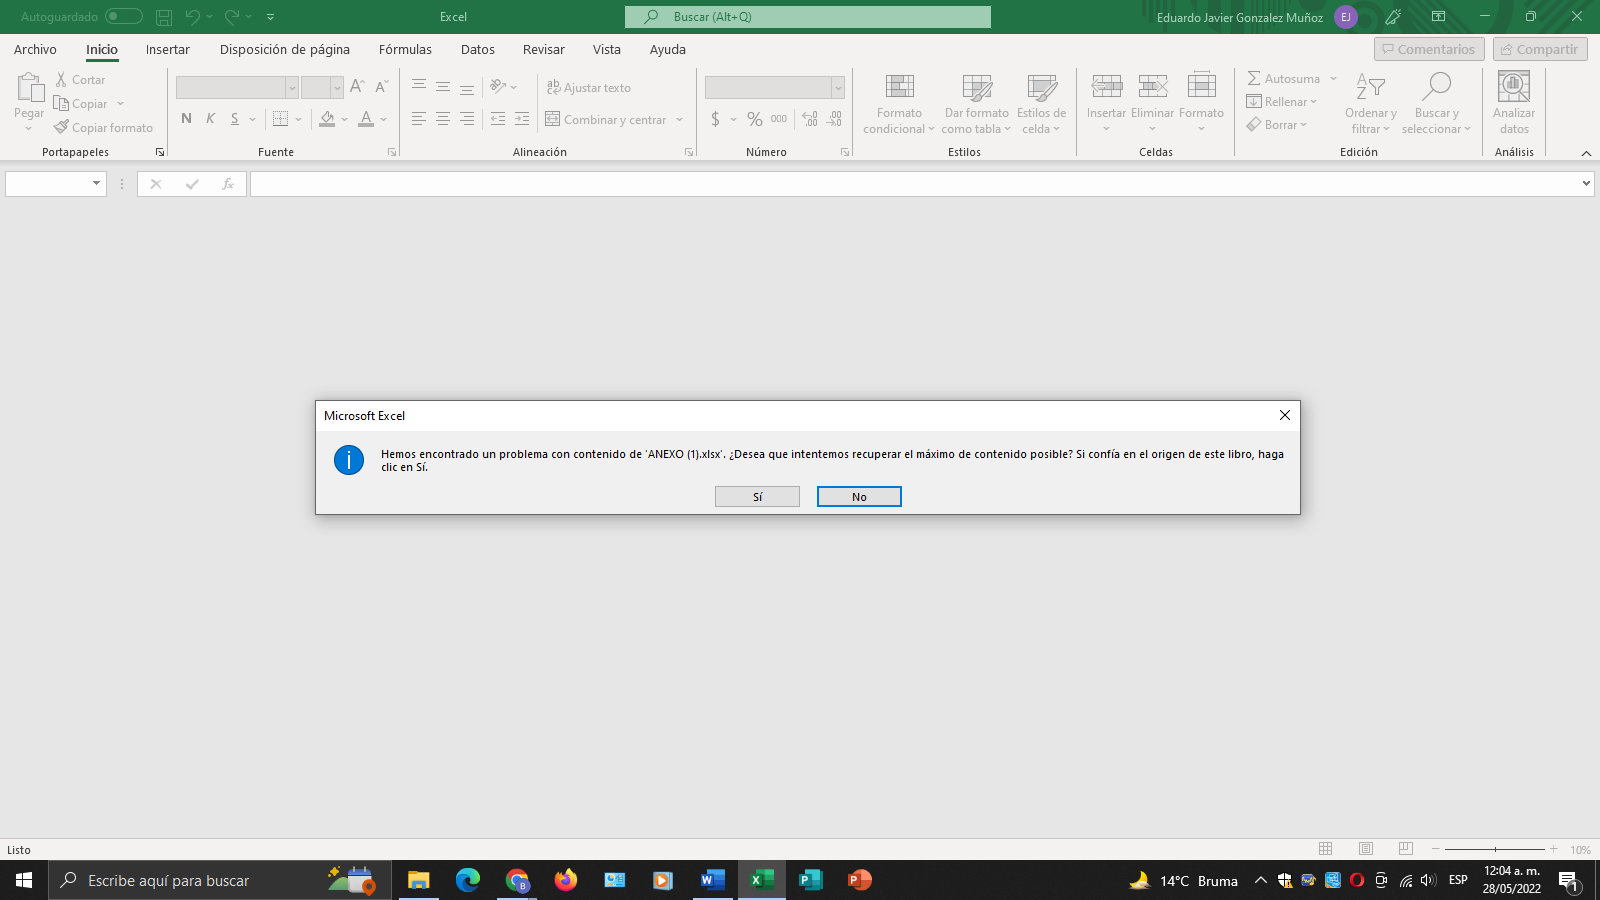 Autoguardado
Excel
Buscar (Alt+Q)
Eduardo Javier Gonzalez Muñoz
EJ
Archivo
Inicio
Insertar
Disposición de página
Fórmulas
Datos
Revisar
Vista
Ayuda
Comentarios
Compartir
Pegar
Cortar
Copiar
Copiar formato
Portapapeles
N K S
Fuente
Ajustar texto
Combinar y centrar
Alineación
$ % 000
Número
Formato
condicional
Dar formato
como tabla
Estilos de
celda
Estilos
Insertar
Eliminar
Formato
Celdas
Autosuma
Rellenar
Borrar
Ordenar y
filtrar
Buscar y
seleccionar
Edición
Analizar
datos
Análisis
fx
Microsoft Excel
Hemos encontrado un problema con contenido de 'ANEXO (1).xlsx'. ¿Desea que intentemos recuperar el máximo de contenido posible? Si confía en el origen de este libro, haga
clic en Sí.
Sí
No
Listo
10%
Escribe aquí para buscar
14°C Bruma
ESP
12:04 a. m.
28/05/2022
1